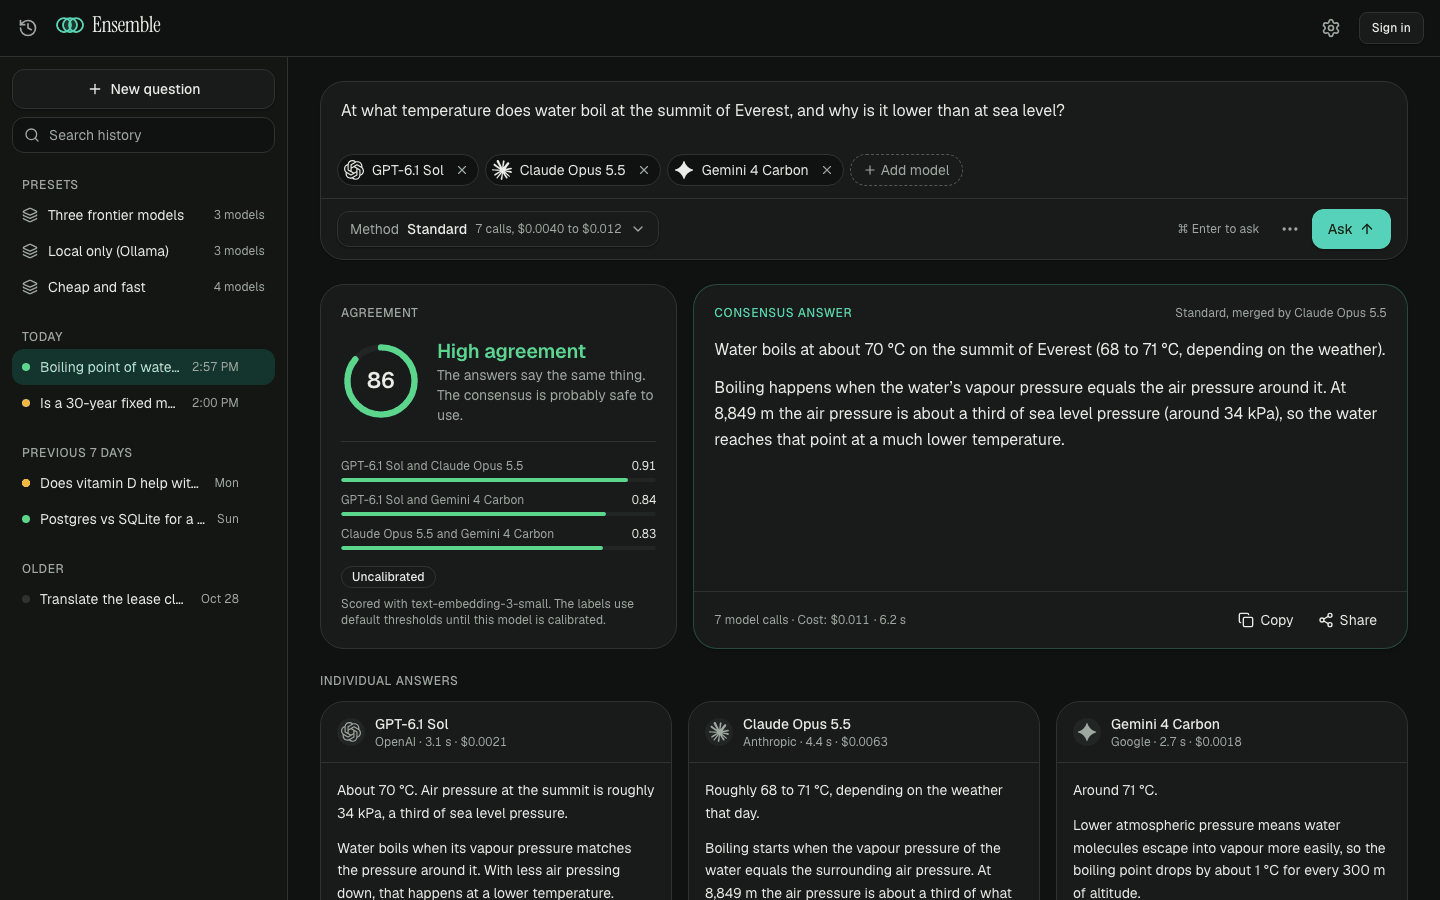 Ensemble
Sign in
New question
Search history
PRESETS
Three frontier models 3 models
Local only (Ollama) 3 models
Cheap and fast 4 models
TODAY
Boiling point of wate... 2:57 PM
Is a 30-year fixed m... 2:00 PM
PREVIOUS 7 DAYS
Does vitamin D help wit... Mon
Postgres vs SQLite for a ... Sun
OLDER
Translate the lease cl... Oct 28
At what temperature does water boil at the summit of Everest, and why is it lower than at sea level?
GPT-6.1 Sol Claude Opus 5.5 Gemini 4 Carbon Add model
Method Standard 7 calls, $0.0040 to $0.012
⌘ Enter to ask
Ask
AGREEMENT
86
High agreement
The answers say the same thing.
The consensus is probably safe to
use.
GPT-6.1 Sol and Claude Opus 5.5 0.91
GPT-6.1 Sol and Gemini 4 Carbon 0.84
Claude Opus 5.5 and Gemini 4 Carbon 0.83
Uncalibrated
Scored with text-embedding-3-small. The labels use
default thresholds until this model is calibrated.
CONSENSUS ANSWER
Standard, merged by Claude Opus 5.5
Water boils at about 70 °C on the summit of Everest (68 to 71 °C, depending on the weather).
Boiling happens when the water’s vapour pressure equals the air pressure around it. At
8,849 m the air pressure is about a third of sea level pressure (around 34 kPa), so the water
reaches that point at a much lower temperature.
7 model calls · Cost: $0.011 · 6.2 s
Copy
Share
INDIVIDUAL ANSWERS
GPT-6.1 Sol
OpenAI · 3.1 s · $0.0021
About 70 °C. Air pressure at the summit is roughly
34 kPa, a third of sea level pressure.
Water boils when its vapour pressure matches
the pressure around it. With less air pressing
down, that happens at a lower temperature.
Claude Opus 5.5
Anthropic · 4.4 s · $0.0063
Roughly 68 to 71 °C, depending on the weather
that day.
Boiling starts when the vapour pressure of the
water equals the surrounding air pressure. At
8,849 m the air pressure is about a third of what
Gemini 4 Carbon
Google · 2.7 s · $0.0018
Around 71 °C.
Lower atmospheric pressure means water
molecules escape into vapour more easily, so the
boiling point drops by about 1 °C for every 300 m
of altitude.